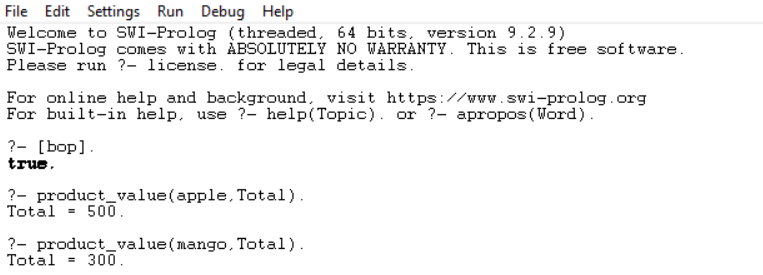 File Edit Settings Run Debug Help
Welcome to SWI-Prolog (threaded, 64 bits, version 9.2.9)
SWI-Prolog comes with ABSOLUTELY NO WARRANTY. This is free software.
Please run ?- license. for legal details.
For online help and background, visit https://www.swi-prolog.org
For built-in help, use ?- help(Topic). or ?- apropos(Word).
?- [bop].
true.
?- product_value(apple,Total).
Total = 500.
?- product_value(mango,Total).
Total = 300.